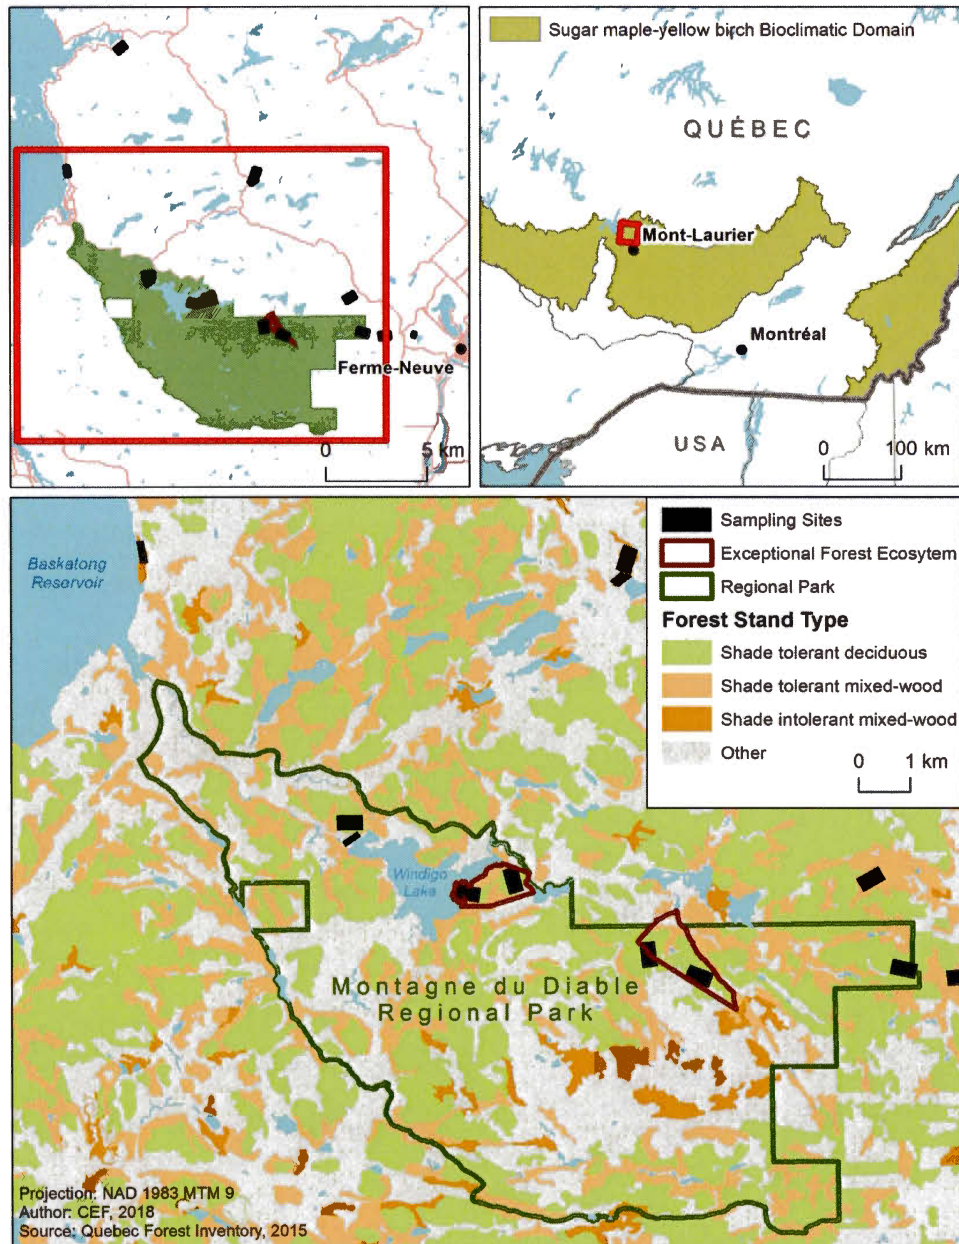 Ferme-Neuve
0 5 km
Sugar maple-yellow birch Bioclimatic Domain
QUÉBEC
Mont-Laurier
Montréal
USA
0 100 km
Baskatong
Reservoir
Sampling Sites
Exceptional Forest Ecosytem
Regional Park
Forest Stand Type
Shade tolerant deciduous
Shade tolerant mixed-wood
Shade intolerant mixed-wood
Other
0 1 km
Windigo
Lake
Montagne du Diable
Regional Park
Projection: NAD 1983 MTM 9
Author: CEF, 2018
Source: Quebec Forest Inventory, 2015